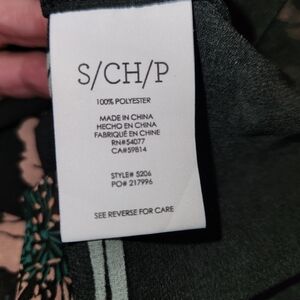 S/CH/P
100% POLYESTER
MADE IN CHINA
HECHO EN CHINA
FABRIQUÉ EN CHINE
RN#54077
CA#59814
STYLE# 5206
PO# 217996
SEE REVERSE FOR CARE